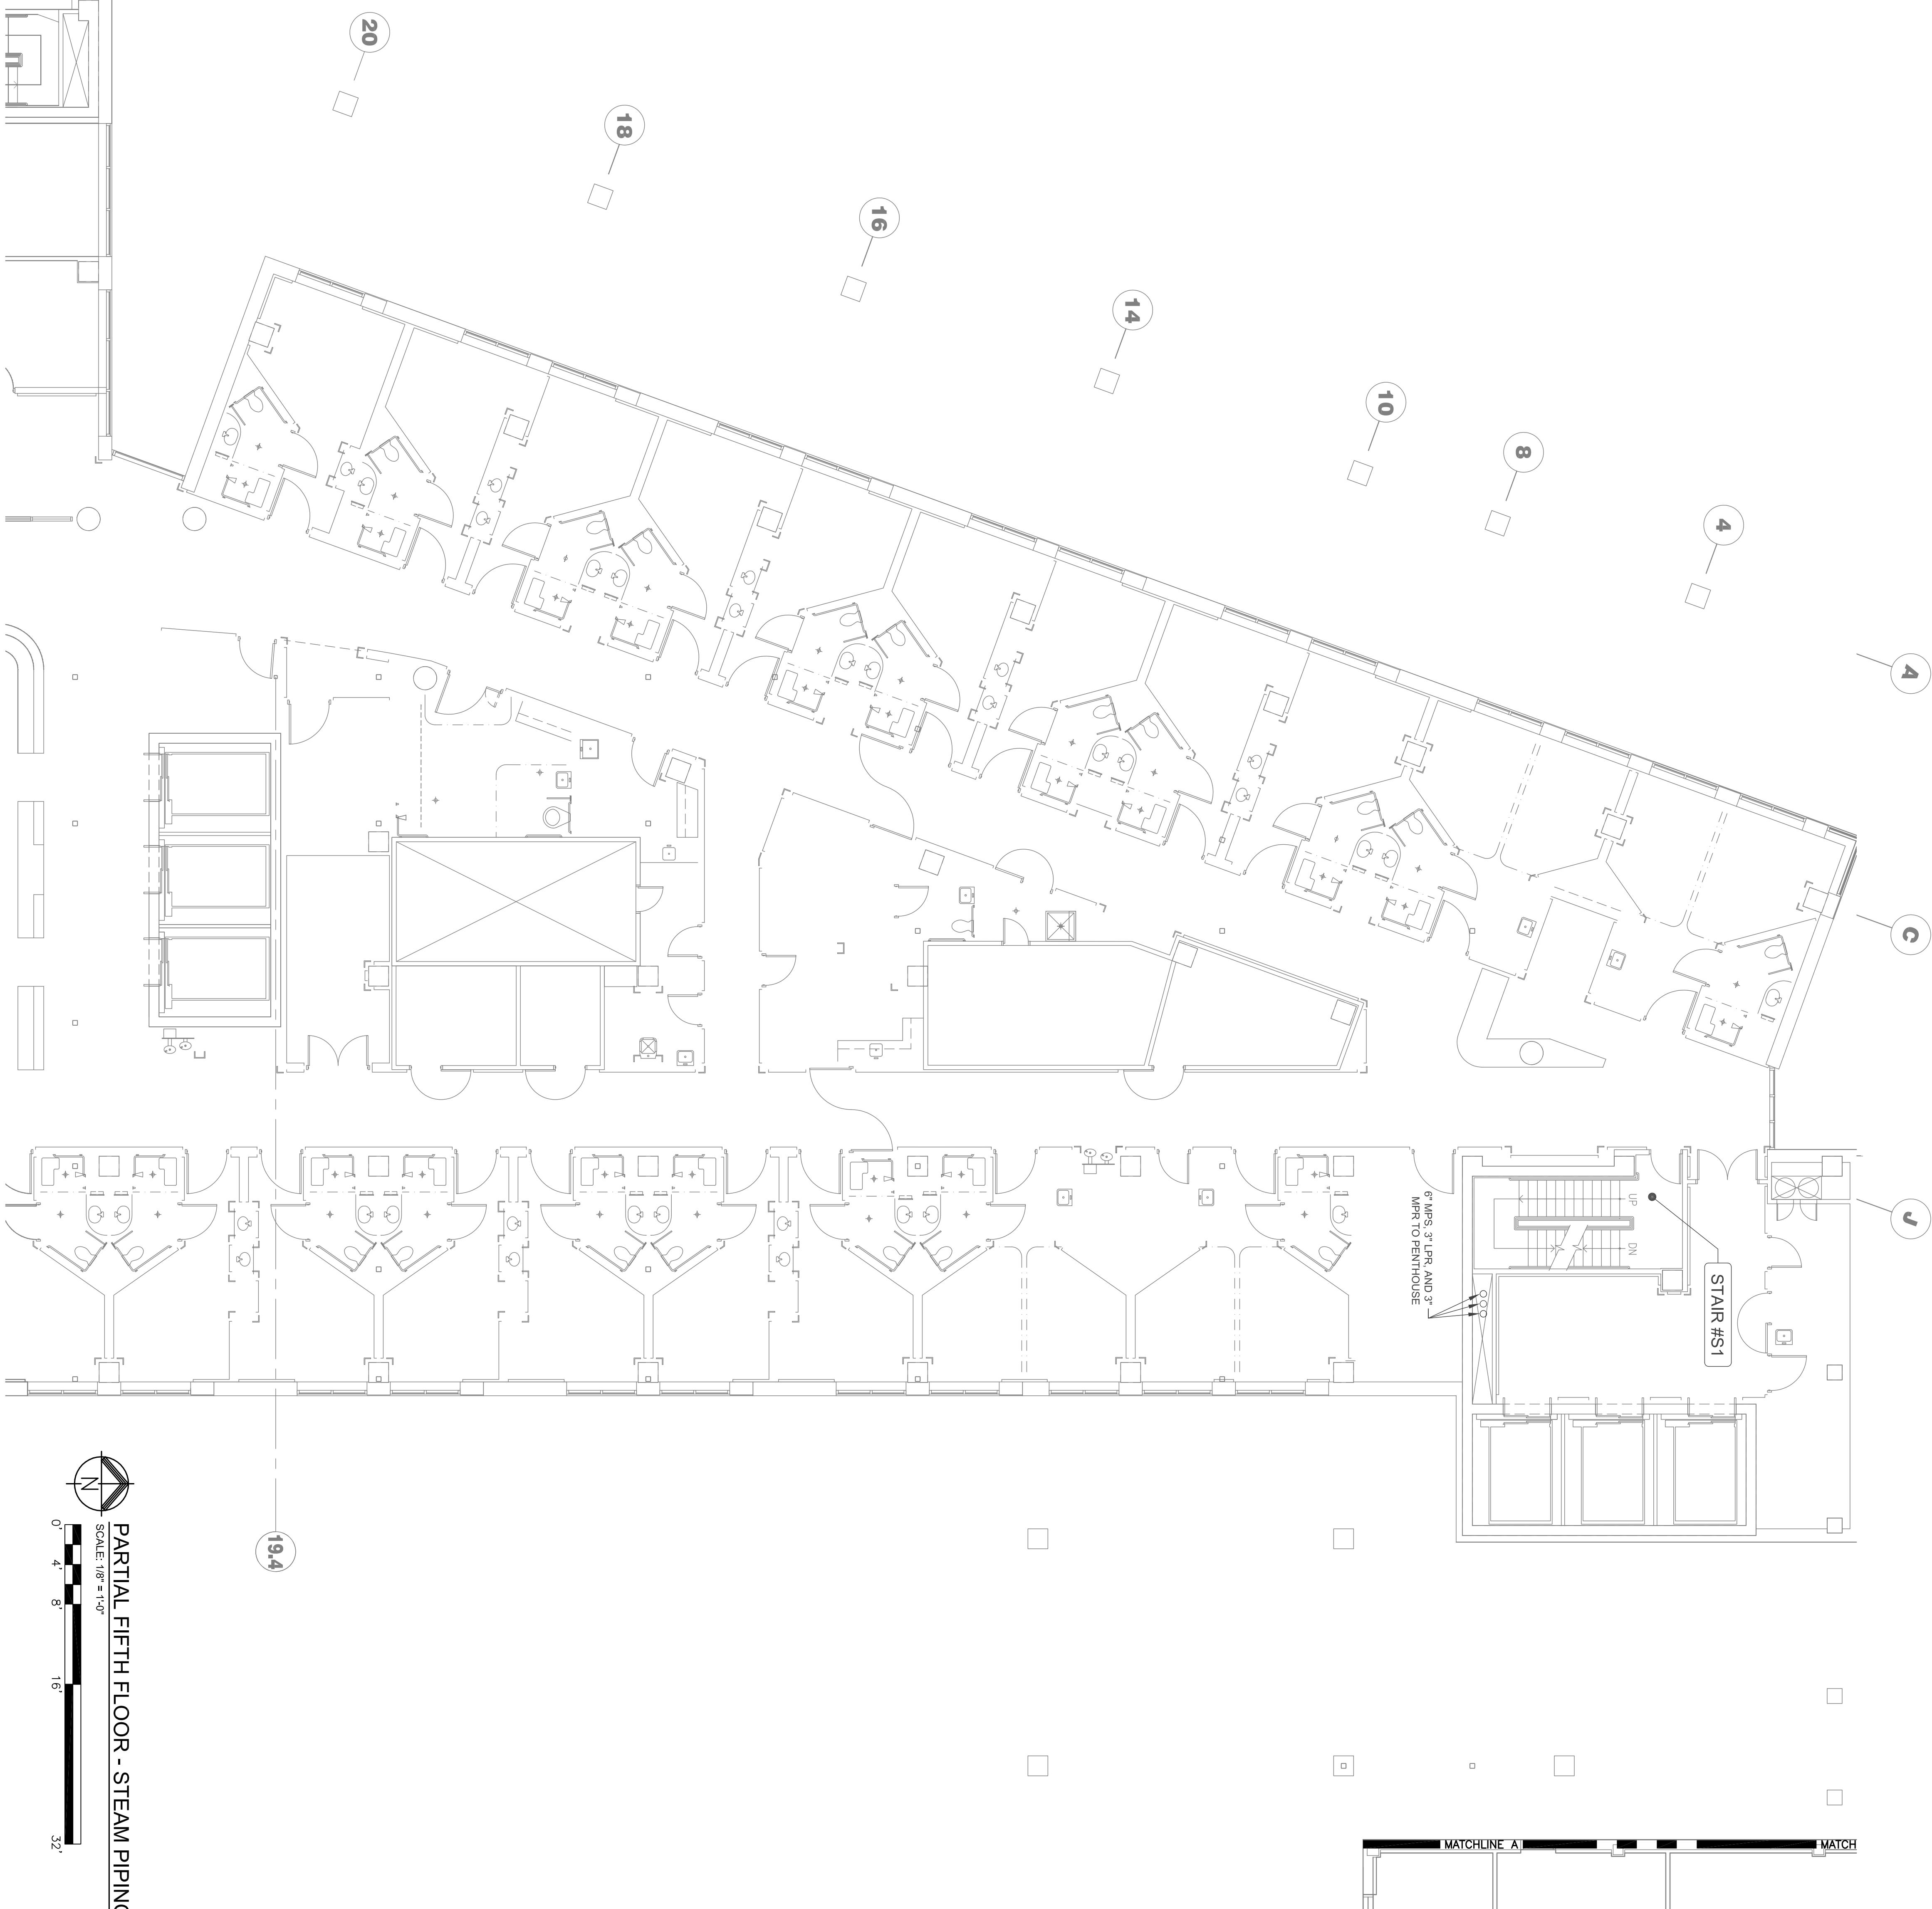 20
18
16
14
10
8
4
A
C
J
UP
DN
STAIR #S1
6" MPS, 3" LPR, AND 3"
MPR TO PENTHOUSE
19.4
N
PARTIAL FIFTH FLOOR - STEAM PIPING
SCALE: 1/8" = 1'-0"
0' 4' 8' 16' 32'
MATCHLINE A
MATCH